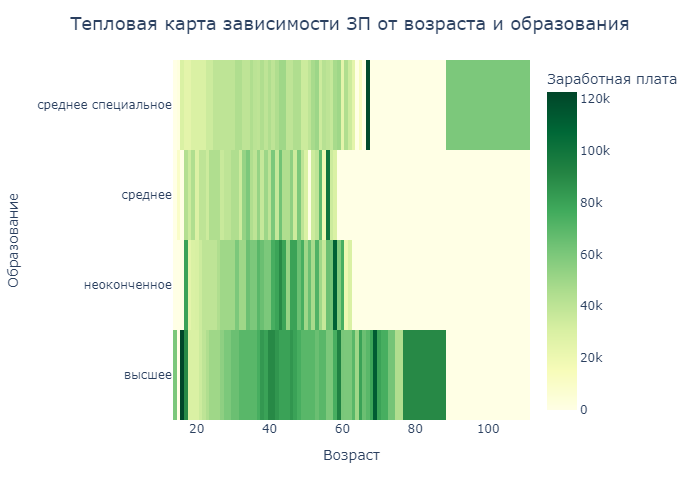 Тепловая карта зависимости ЗП от возраста и образования
Заработная плата
120k
100k
80k
60k
40k
20k
0
Образование
среднее специальное
среднее
неоконченное
высшее
20
40
60
80
100
Возраст